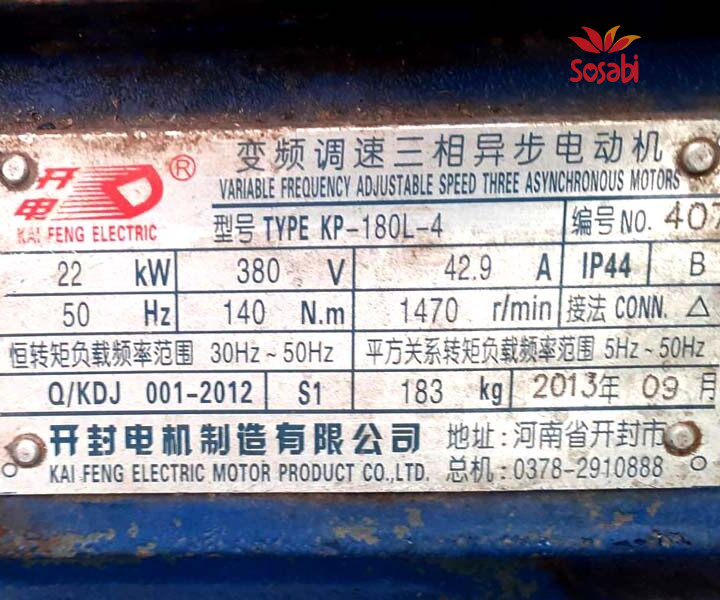 Sosabi
变频调速三相异步电动机
开电 ®
VARIABLE FREQUENCY ADJUSTABLE SPEED THREE ASYNCHRONOUS MOTORS
KAI FENG ELECTRIC
型号 TYPE KP-180L-4 编号 NO. 40
22 kW 380 V 42.9 A IP44 B
50 Hz 140 N.m 1470 r/min 接法 CONN. △
恒转矩负载频率范围 30Hz~50Hz 平方关系转矩负载频率范围 5Hz~50Hz
Q/KDJ 001-2012 S1 183 kg 2013年 09月
开封电机制造有限公司 地址: 河南省开封市
KAI FENG ELECTRIC MOTOR PRODUCT CO.,LTD. 总机: 0378-2910888